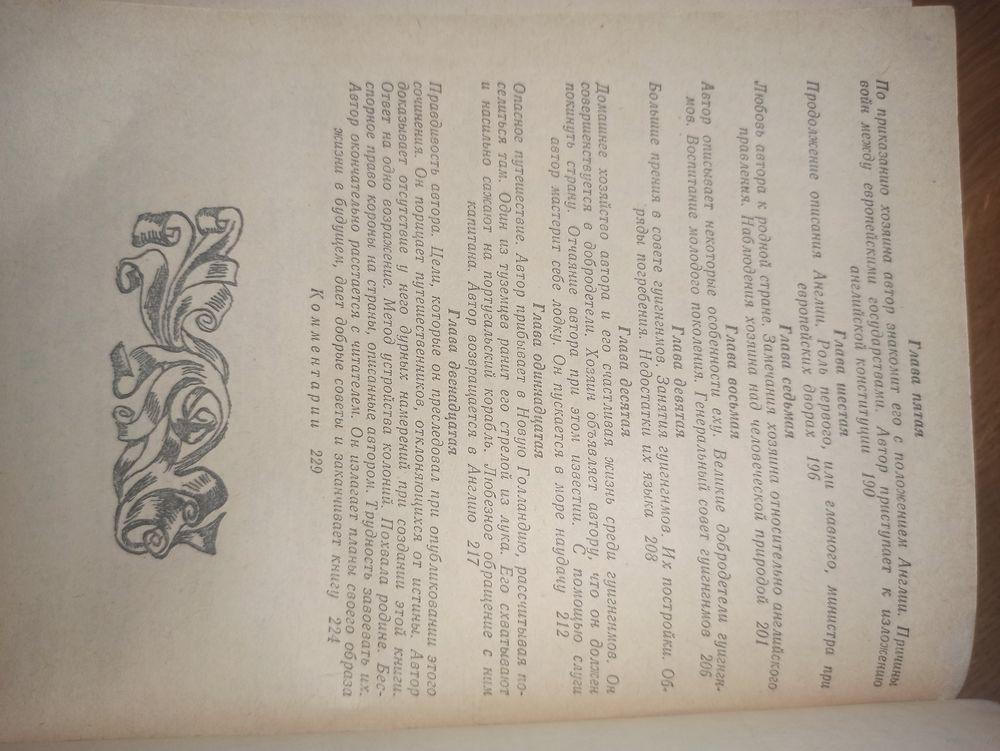 Глава пятая
По приказанию хозяина автор знакомит его с положением Англии. Причины
войн между европейскими государствами. Автор приступает к изложению
английской конституции 190
Глава шестая
Продолжение описания Англии. Роль первого, или главного, министра при
европейских дворах 196
Глава седьмая
Любовь автора к родной стране. Замечания хозяина относительно английского
правления. Наблюдения хозяина над человеческой природой 201
Глава восьмая
Автор описывает некоторые особенности еху. Великие добродетели гуигнгн-
мов. Воспитание молодого поколения. Генеральный совет гуигнгнмов 206
Глава девятая
Большие прения в совете гуигнгнмов. Занятия гуигнгнмов. Их постройки. Об-
ряды погребения. Недостатки их языка 208
Глава десятая
Домашнее хозяйство автора и его счастливая жизнь среди гуигнгнмов. Он
совершенствуется в добродетели. Хозяин объявляет автору, что он должен
покинуть страну. Отчаяние автора при этом известии. С помощью слуги
автор мастерит себе лодку. Он пускается в море наудачу 212
Глава одиннадцатая
Опасное путешествие. Автор прибывает в Новую Голландию, рассчитывая по-
селиться там. Один из туземцев ранит его стрелой из лука. Его схватывают
и насильно сажают на португальский корабль. Любезное обращение с ним
капитана. Автор возвращается в Англию 217
Глава двенадцатая
Правдивость автора. Цели, которые он преследовал при опубликовании этого
сочинения. Он порицает путешественников, отклоняющихся от истины. Автор
доказывает отсутствие у него дурных намерений при создании этой книги.
Ответ на одно возражение. Метод устройства колоний. Похвала родине. Бес-
спорное право короны на страны, описанные автором. Трудность завоевать их.
Автор окончательно расстается с читателем. Он излагает планы своего образа
жизни в будущем, дает добрые советы и заканчивает книгу 224
Комментарии 229